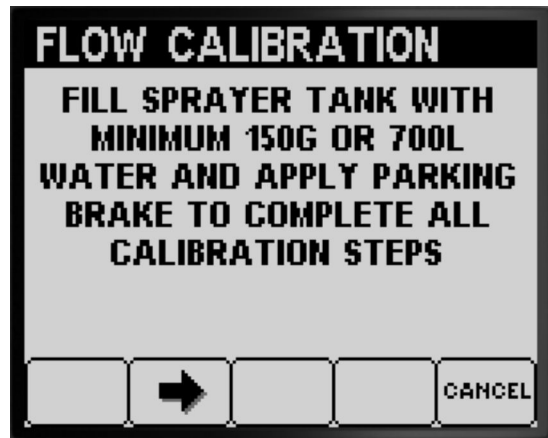 FLOW CALIBRATION
FILL SPRAYER TANK WITH
MINIMUM 150G OR 700L
WATER AND APPLY PARKING
BRAKE TO COMPLETE ALL
CALIBRATION STEPS
CANCEL